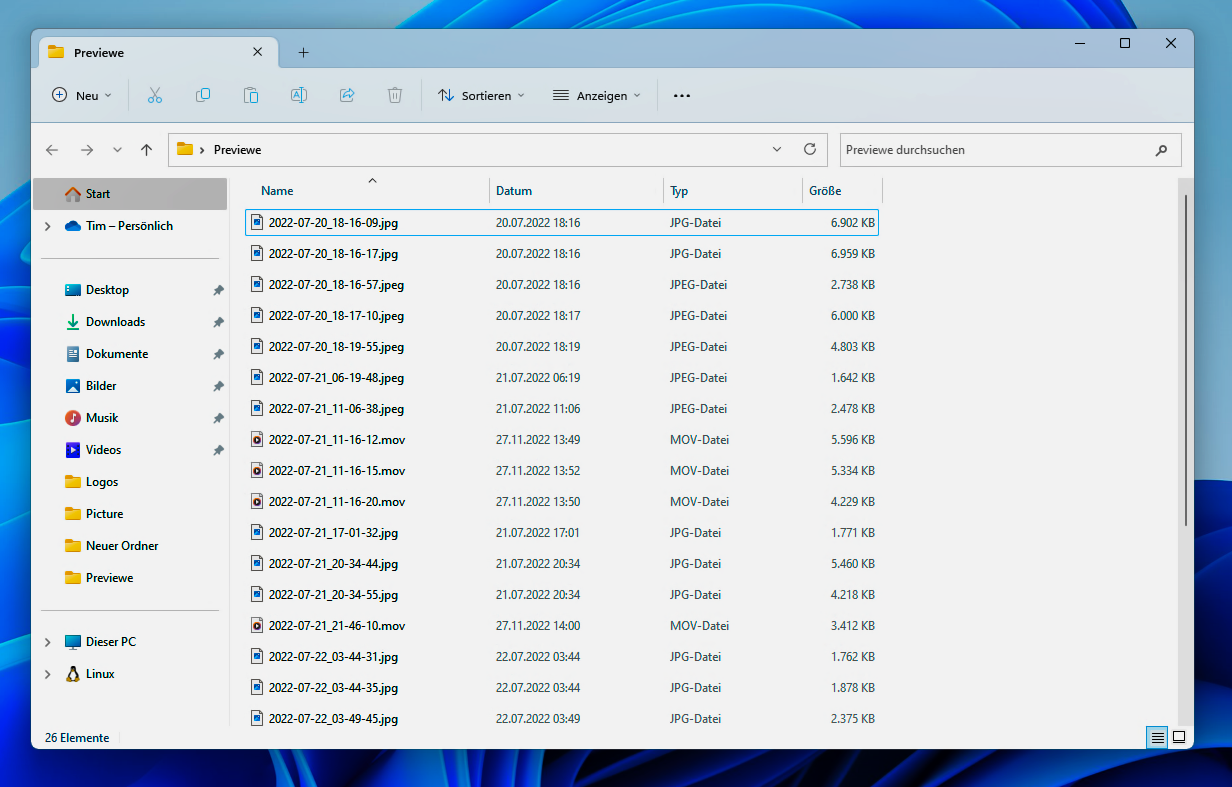 Previewe
Neu
Sortieren
Anzeigen
Previewe
Previewe durchsuchen
Start
Tim – Persönlich
Desktop
Downloads
Dokumente
Bilder
Musik
Videos
Logos
Picture
Neuer Ordner
Previewe
Dieser PC
Linux
Name Datum Typ Größe
2022-07-20_18-16-09.jpg 20.07.2022 18:16 JPG-Datei 6.902 KB
2022-07-20_18-16-17.jpg 20.07.2022 18:16 JPG-Datei 6.959 KB
2022-07-20_18-16-57.jpeg 20.07.2022 18:16 JPEG-Datei 2.738 KB
2022-07-20_18-17-10.jpeg 20.07.2022 18:17 JPEG-Datei 6.000 KB
2022-07-20_18-19-55.jpeg 20.07.2022 18:19 JPEG-Datei 4.803 KB
2022-07-21_06-19-48.jpeg 21.07.2022 06:19 JPEG-Datei 1.642 KB
2022-07-21_11-06-38.jpeg 21.07.2022 11:06 JPEG-Datei 2.478 KB
2022-07-21_11-16-12.mov 27.11.2022 13:49 MOV-Datei 5.596 KB
2022-07-21_11-16-15.mov 27.11.2022 13:52 MOV-Datei 5.334 KB
2022-07-21_11-16-20.mov 27.11.2022 13:50 MOV-Datei 4.229 KB
2022-07-21_17-01-32.jpg 21.07.2022 17:01 JPG-Datei 1.771 KB
2022-07-21_20-34-44.jpg 21.07.2022 20:34 JPG-Datei 5.460 KB
2022-07-21_20-34-55.jpg 21.07.2022 20:34 JPG-Datei 4.218 KB
2022-07-21_21-46-10.mov 27.11.2022 14:00 MOV-Datei 3.412 KB
2022-07-22_03-44-31.jpg 22.07.2022 03:44 JPG-Datei 1.762 KB
2022-07-22_03-44-35.jpg 22.07.2022 03:44 JPG-Datei 1.878 KB
2022-07-22_03-49-45.jpg 22.07.2022 03:49 JPG-Datei 2.375 KB
26 Elemente